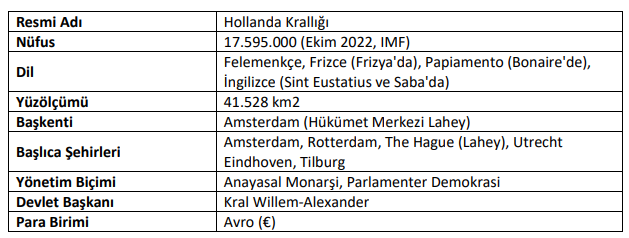 Resmi Adı Hollanda Krallığı
Nüfus 17.595.000 (Ekim 2022, IMF)
Dil Felemenkçe, Frizce (Frizya'da), Papiamento (Bonaire'de),
İngilizce (Sint Eustatius ve Saba'da)
Yüzölçümü 41.528 km2
Başkenti Amsterdam (Hükümet Merkezi Lahey)
Başlıca Şehirleri Amsterdam, Rotterdam, The Hague (Lahey), Utrecht
Eindhoven, Tilburg
Yönetim Biçimi Anayasal Monarşi, Parlamenter Demokrasi
Devlet Başkanı Kral Willem-Alexander
Para Birimi Avro (€)